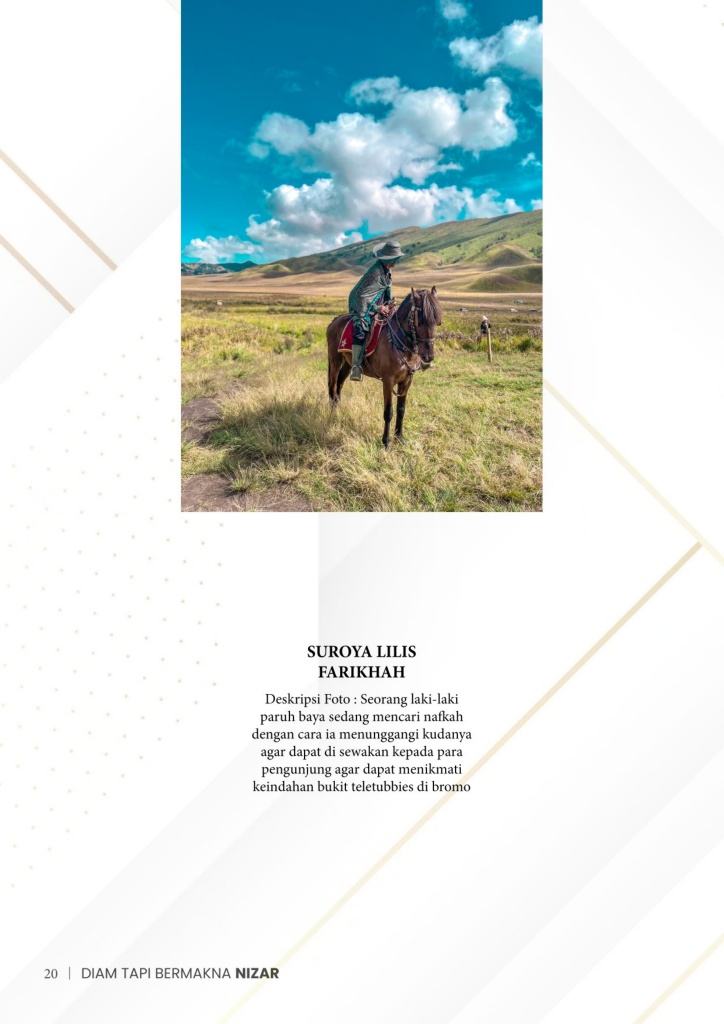 SUROYA LILIS
FARIKHAH
Deskripsi Foto : Seorang laki-laki
paruh baya sedang mencari nafkah
dengan cara ia menunggangi kudanya
agar dapat di sewakan kepada para
pengunjung agar dapat menikmati
keindahan bukit teletubbies di bromo
20 | DIAM TAPI BERMAKNA NIZAR